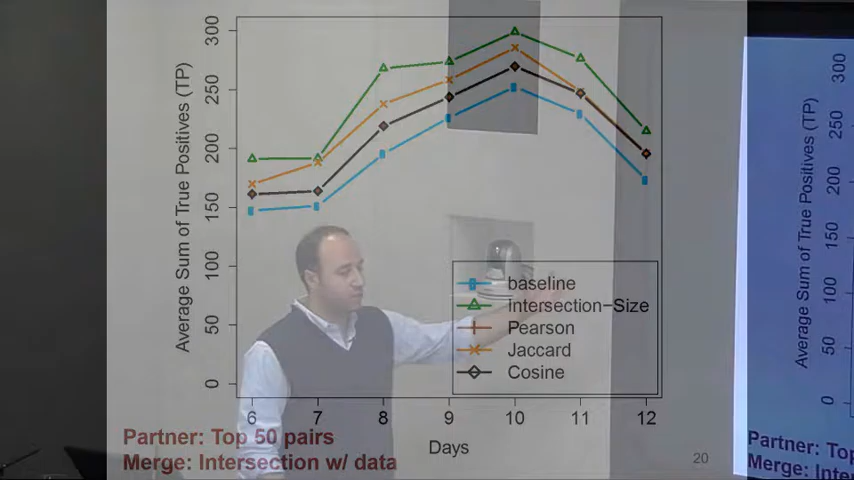 Average Sum of True Positives (TP)
300
250
200
150
100
50
0
6 7 8 9 10 11 12
Days
baseline
Intersection-Size
Pearson
Jaccard
Cosine
Partner: Top 50 pairs
Merge: Intersection w/ data
20
Average Sum of True Positives (TP)
300
250
200
150
100
50
0
Partner: Top
Merge: Inte